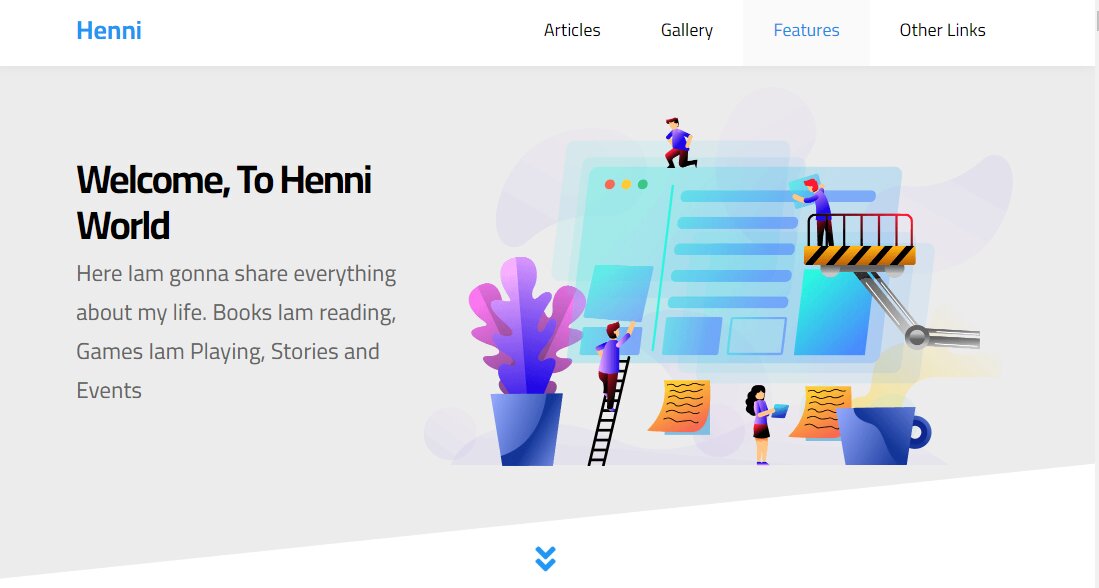 Henni
Articles
Gallery
Features
Other Links
Welcome, To Henni
World
Here Iam gonna share everything
about my life. Books Iam reading,
Games Iam Playing, Stories and
Events